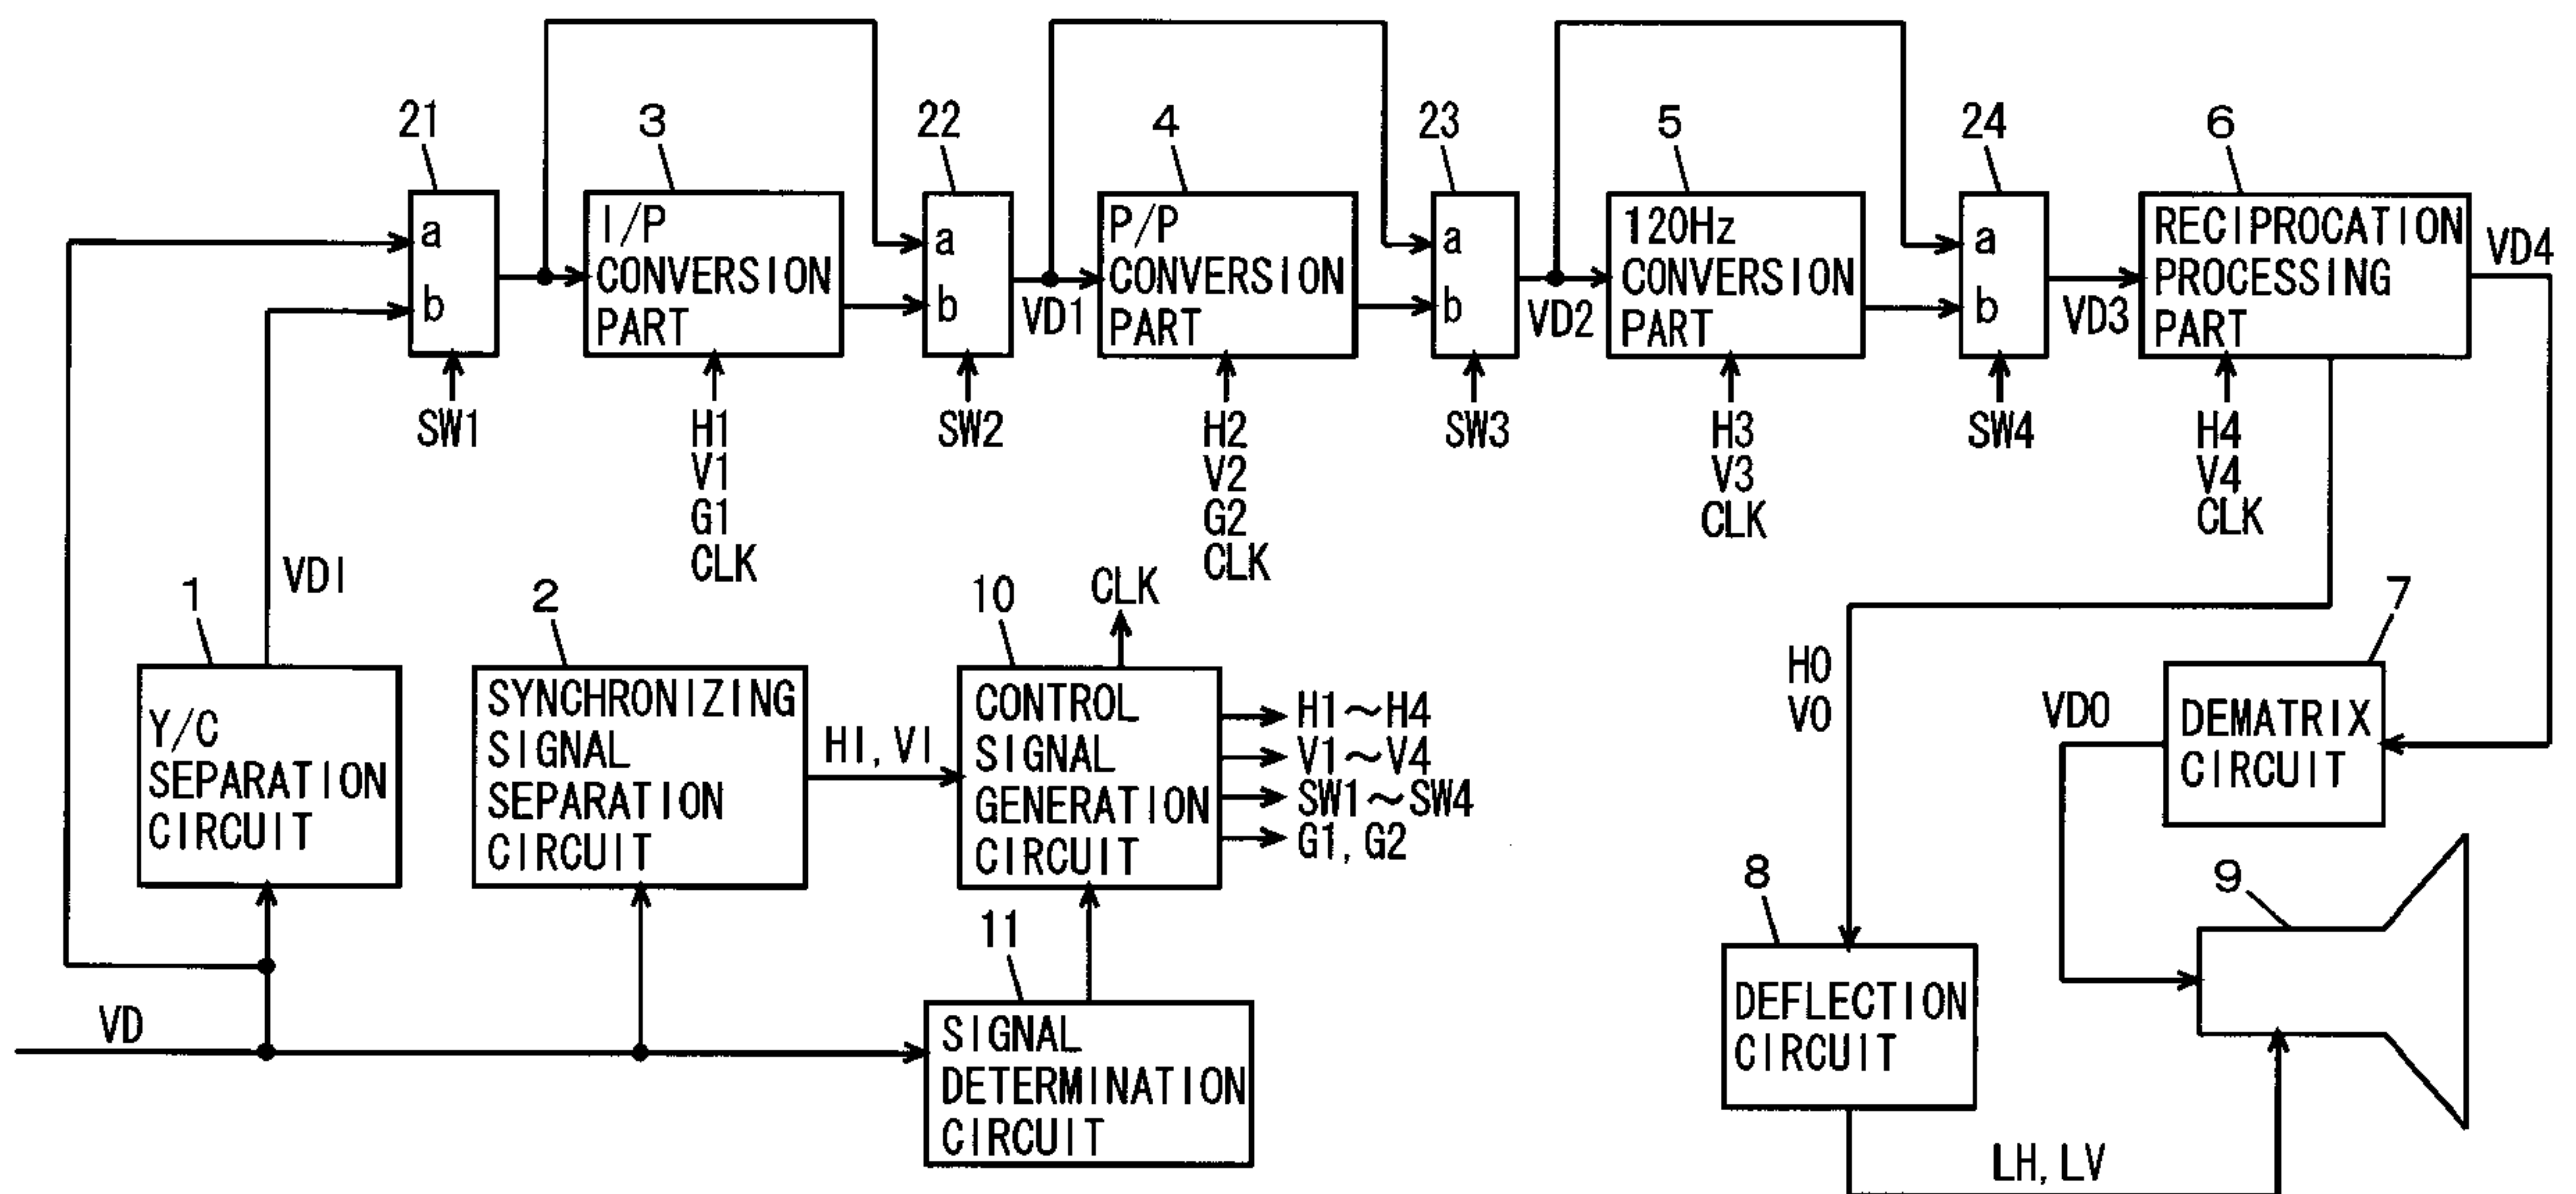 21
3
22
4
23
5
24
6
a
b
I/P
CONVERSION
PART
a
b
P/P
CONVERSION
PART
a
b
120Hz
CONVERSION
PART
a
b
RECIPROCATION
PROCESSING
PART
VD4
VD1
VD2
VD3
SW1
H1
V1
G1
CLK
SW2
H2
V2
G2
CLK
SW3
H3
V3
CLK
SW4
H4
V4
CLK
VDI
1
2
10
CLK
7
Y/C
SEPARATION
CIRCUIT
SYNCHRONIZING
SIGNAL
SEPARATION
CIRCUIT
HI, VI
CONTROL
SIGNAL
GENERATION
CIRCUIT
H1～H4
V1～V4
SW1～SW4
G1, G2
HO
VO
VDO
DEMATRIX
CIRCUIT
11
8
9
VD
SIGNAL
DETERMINATION
CIRCUIT
DEFLECTION
CIRCUIT
LH, LV